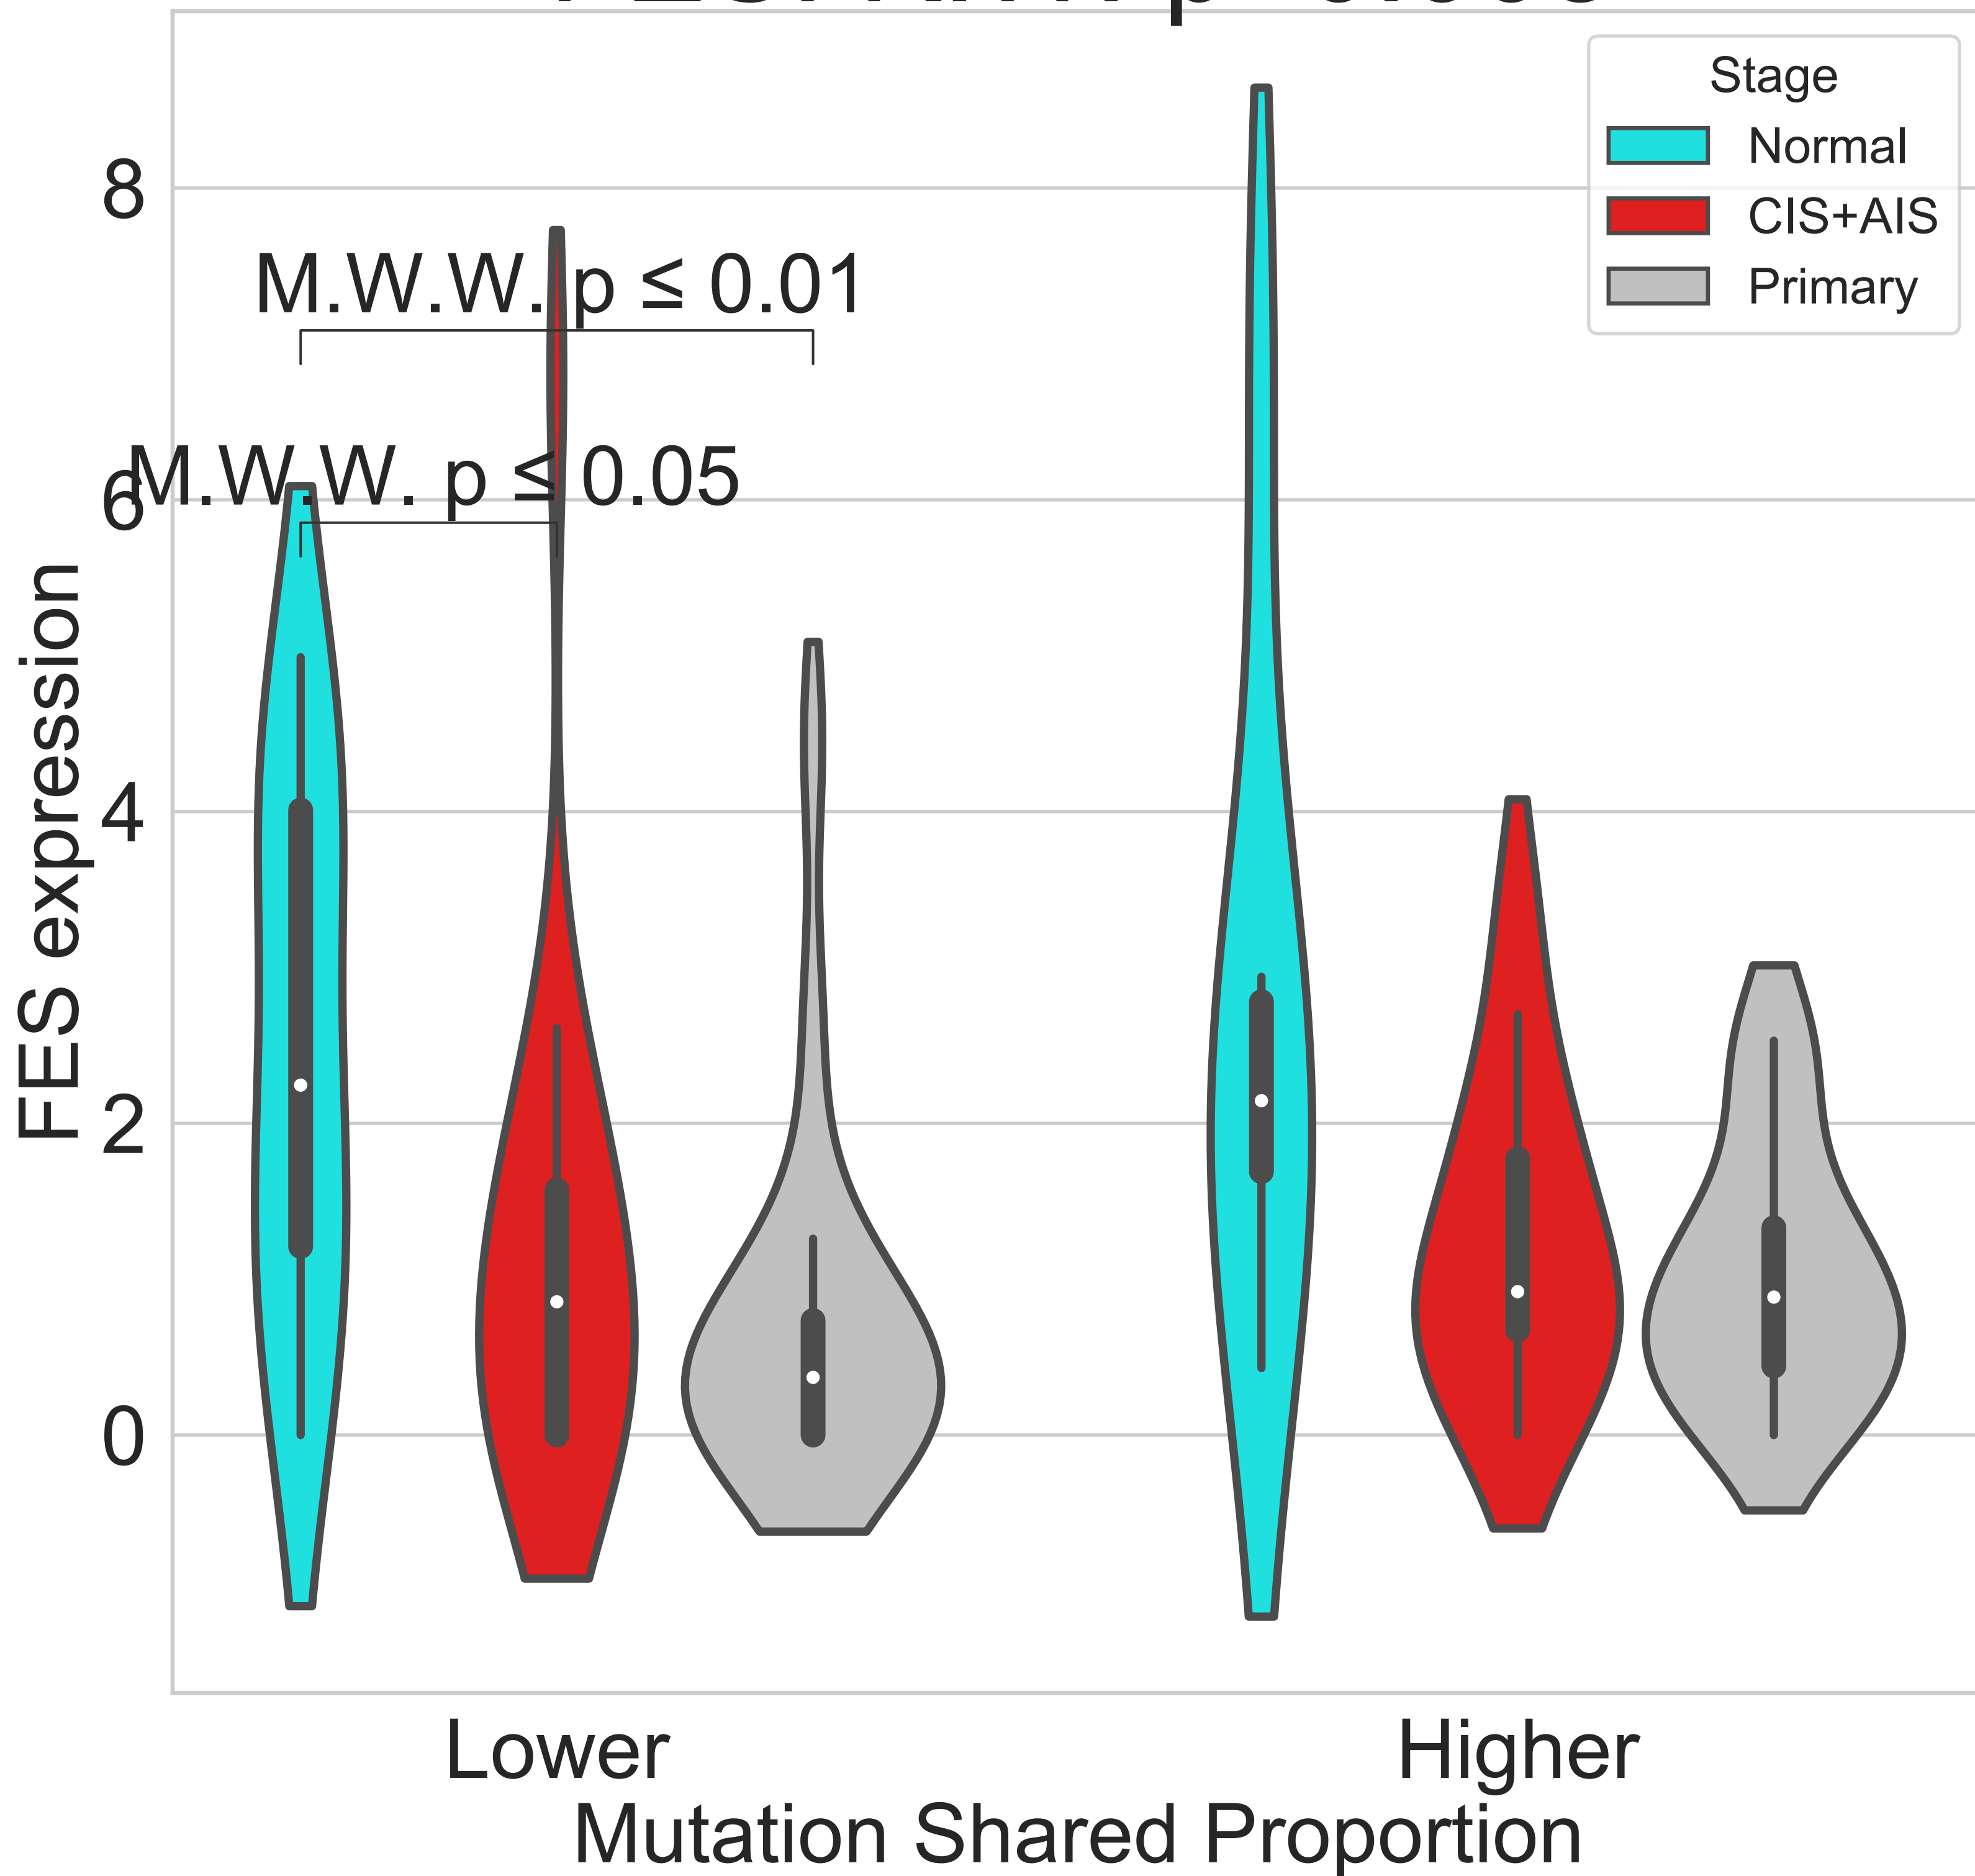 Stage
Normal
CIS+AIS
Primary
8
M.W.W. p ≤ 0.01
M.W.W. p ≤ 0.05
6
4
2
0
FES expression
Lower
Higher
Mutation Shared Proportion